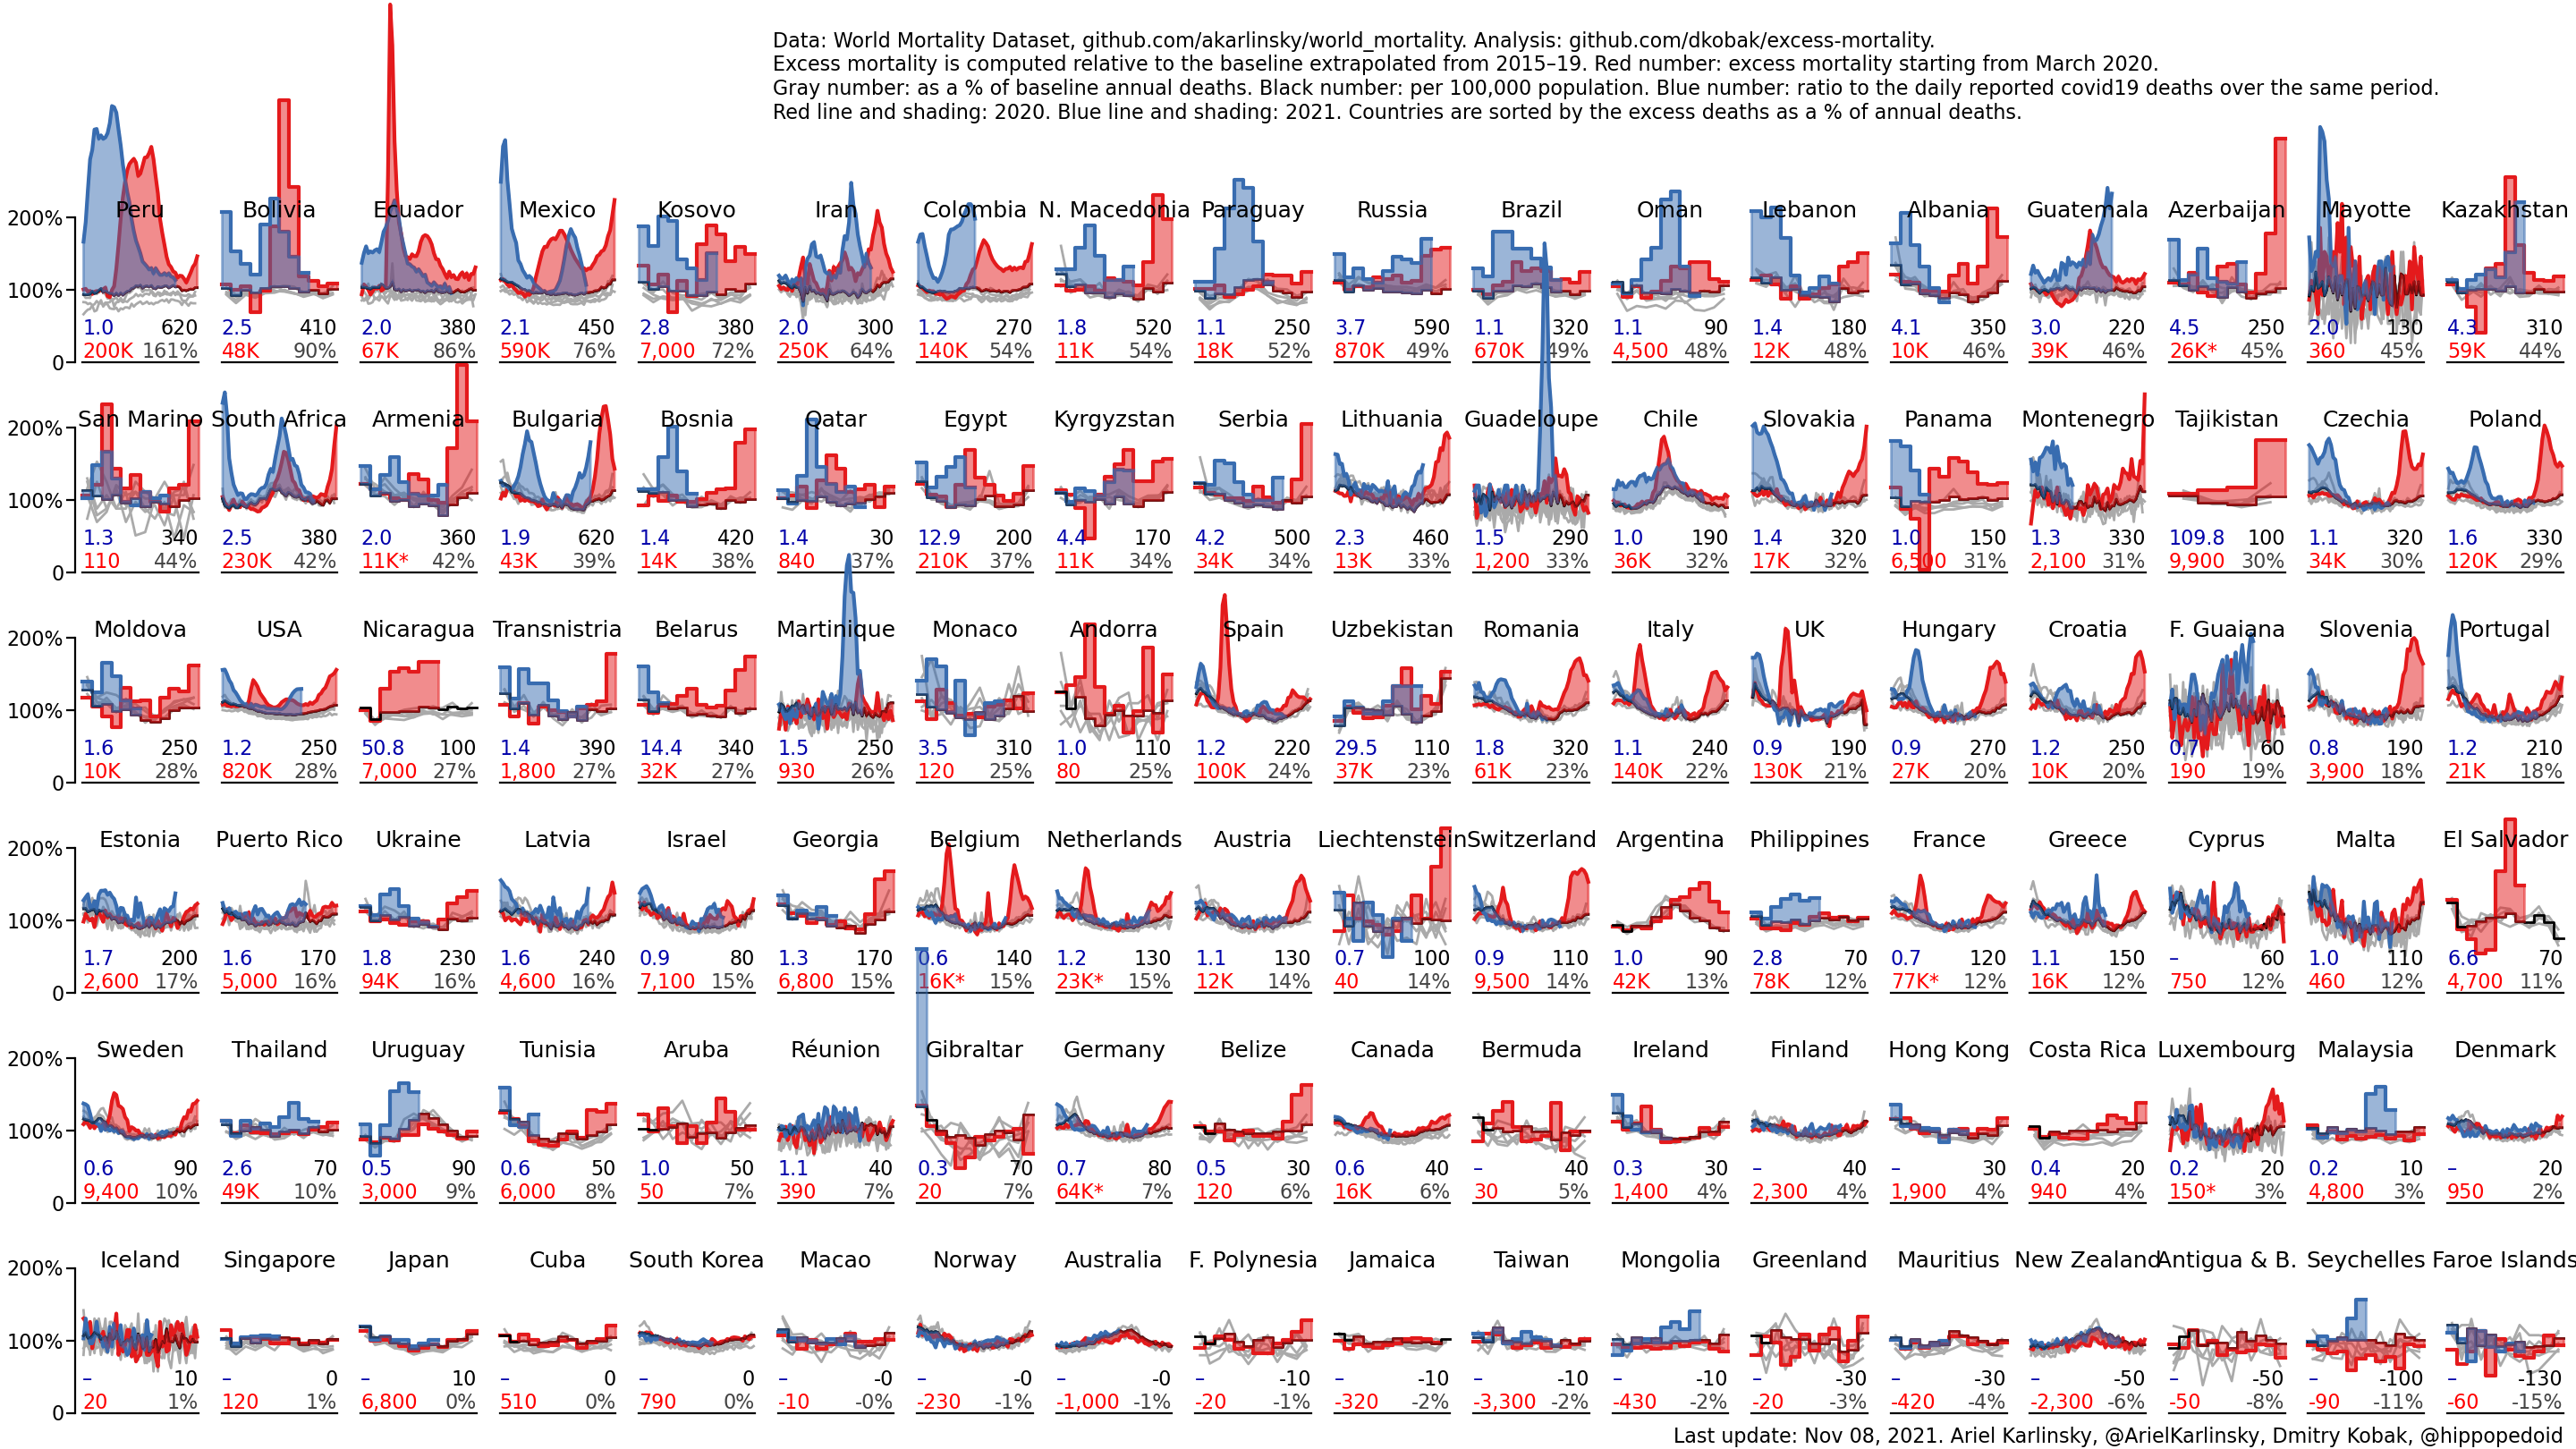 Data: World Mortality Dataset, github.com/akarlinsky/world_mortality. Analysis: github.com/dkobak/excess-mortality.
Excess mortality is computed relative to the baseline extrapolated from 2015–19. Red number: excess mortality starting from March 2020.
Gray number: as a % of baseline annual deaths. Black number: per 100,000 population. Blue number: ratio to the daily reported covid19 deaths over the same period.
Red line and shading: 2020. Blue line and shading: 2021. Countries are sorted by the excess deaths as a % of annual deaths.
200% Peru Bolivia Ecuador Mexico Kosovo Iran Colombia N. Macedonia Paraguay Russia Brazil Oman Lebanon Albania Guatemala Azerbaijan Mayotte Kazakhstan
100%
1.0 620 2.5 410 2.0 380 2.1 450 2.8 380 2.0 300 1.2 270 1.8 520 1.1 250 3.7 590 1.1 320 1.1 90 1.4 180 4.1 350 3.0 220 4.5 250 2.0 130 4.3 310
0 200K 161% 48K 90% 67K 86% 590K 76% 7,000 72% 250K 64% 140K 54% 11K 54% 18K 52% 870K 49% 670K 49% 4,500 48% 12K 48% 10K 46% 39K 46% 26K* 45% 360 45% 59K 44%
200% San Marino South Africa Armenia Bulgaria Bosnia Qatar Egypt Kyrgyzstan Serbia Lithuania Guadeloupe Chile Slovakia Panama Montenegro Tajikistan Czechia Poland
100%
1.3 340 2.5 380 2.0 360 1.9 620 1.4 420 1.4 30 12.9 200 4.4 170 4.2 500 2.3 460 1.5 290 1.0 190 1.4 320 1.0 150 1.3 330 109.8 100 1.1 320 1.6 330
0 110 44% 230K 42% 11K* 42% 43K 39% 14K 38% 840 37% 210K 37% 11K 34% 34K 34% 13K 33% 1,200 33% 36K 32% 17K 32% 6,500 31% 2,100 31% 9,900 30% 34K 30% 120K 29%
200% Moldova USA Nicaragua Transnistria Belarus Martinique Monaco Andorra Spain Uzbekistan Romania Italy UK Hungary Croatia F. Guaiana Slovenia Portugal
100%
1.6 250 1.2 250 50.8 100 1.4 390 14.4 340 1.5 250 3.5 310 1.0 110 1.2 220 29.5 110 1.8 320 1.1 240 0.9 190 0.9 270 1.2 250 0.7 60 0.8 190 1.2 210
0 10K 28% 820K 28% 7,000 27% 1,800 27% 32K 27% 930 26% 120 25% 80 25% 100K 24% 37K 23% 61K 23% 140K 22% 130K 21% 27K 20% 10K 20% 190 19% 3,900 18% 21K 18%
200% Estonia Puerto Rico Ukraine Latvia Israel Georgia Belgium Netherlands Austria Liechtenstein Switzerland Argentina Philippines France Greece Cyprus Malta El Salvador
100%
1.7 200 1.6 170 1.8 230 1.6 240 0.9 80 1.3 170 0.6 140 1.2 130 1.1 130 0.7 100 0.9 110 1.0 90 2.8 70 0.7 120 1.1 150 – 60 1.0 110 6.6 70
0 2,600 17% 5,000 16% 94K 16% 4,600 16% 7,100 15% 6,800 15% 16K* 15% 23K* 15% 12K 14% 40 14% 9,500 14% 42K 13% 78K 12% 77K* 12% 16K 12% 750 12% 460 12% 4,700 11%
200% Sweden Thailand Uruguay Tunisia Aruba Réunion Gibraltar Germany Belize Canada Bermuda Ireland Finland Hong Kong Costa Rica Luxembourg Malaysia Denmark
100%
0.6 90 2.6 70 0.5 90 0.6 50 1.0 50 1.1 40 0.3 70 0.7 80 0.5 30 0.6 40 – 40 0.3 30 – 40 – 30 0.4 20 0.2 20 0.2 10 – 20
0 9,400 10% 49K 10% 3,000 9% 6,000 8% 50 7% 390 7% 20 7% 64K* 7% 120 6% 16K 6% 30 5% 1,400 4% 2,300 4% 1,900 4% 940 4% 150* 3% 4,800 3% 950 2%
200% Iceland Singapore Japan Cuba South Korea Macao Norway Australia F. Polynesia Jamaica Taiwan Mongolia Greenland Mauritius New Zealand Antigua & B. Seychelles Faroe Islands
100%
– 10 – 0 – 10 – 0 – 0 – -0 – -0 – -0 – -10 – -10 – -10 – -10 – -30 – -30 – -50 – -50 – -100 – -130
0 20 1% 120 1% 6,800 0% 510 0% 790 0% -10 -0% -230 -1% -1,000 -1% -20 -1% -320 -2% -3,300 -2% -430 -2% -20 -3% -420 -4% -2,300 -6% -50 -8% -90 -11% -60 -15%
Last update: Nov 08, 2021. Ariel Karlinsky, @ArielKarlinsky, Dmitry Kobak, @hippopedoid